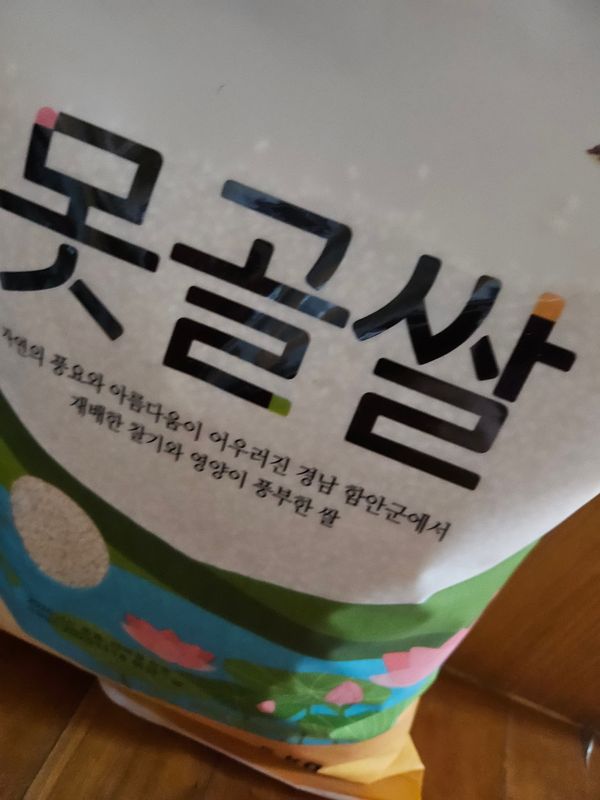 못골쌀
자연의 풍요와 아름다움이 어우러진 경남 함안군에서
재배한 찰기와 영양이 풍부한 쌀